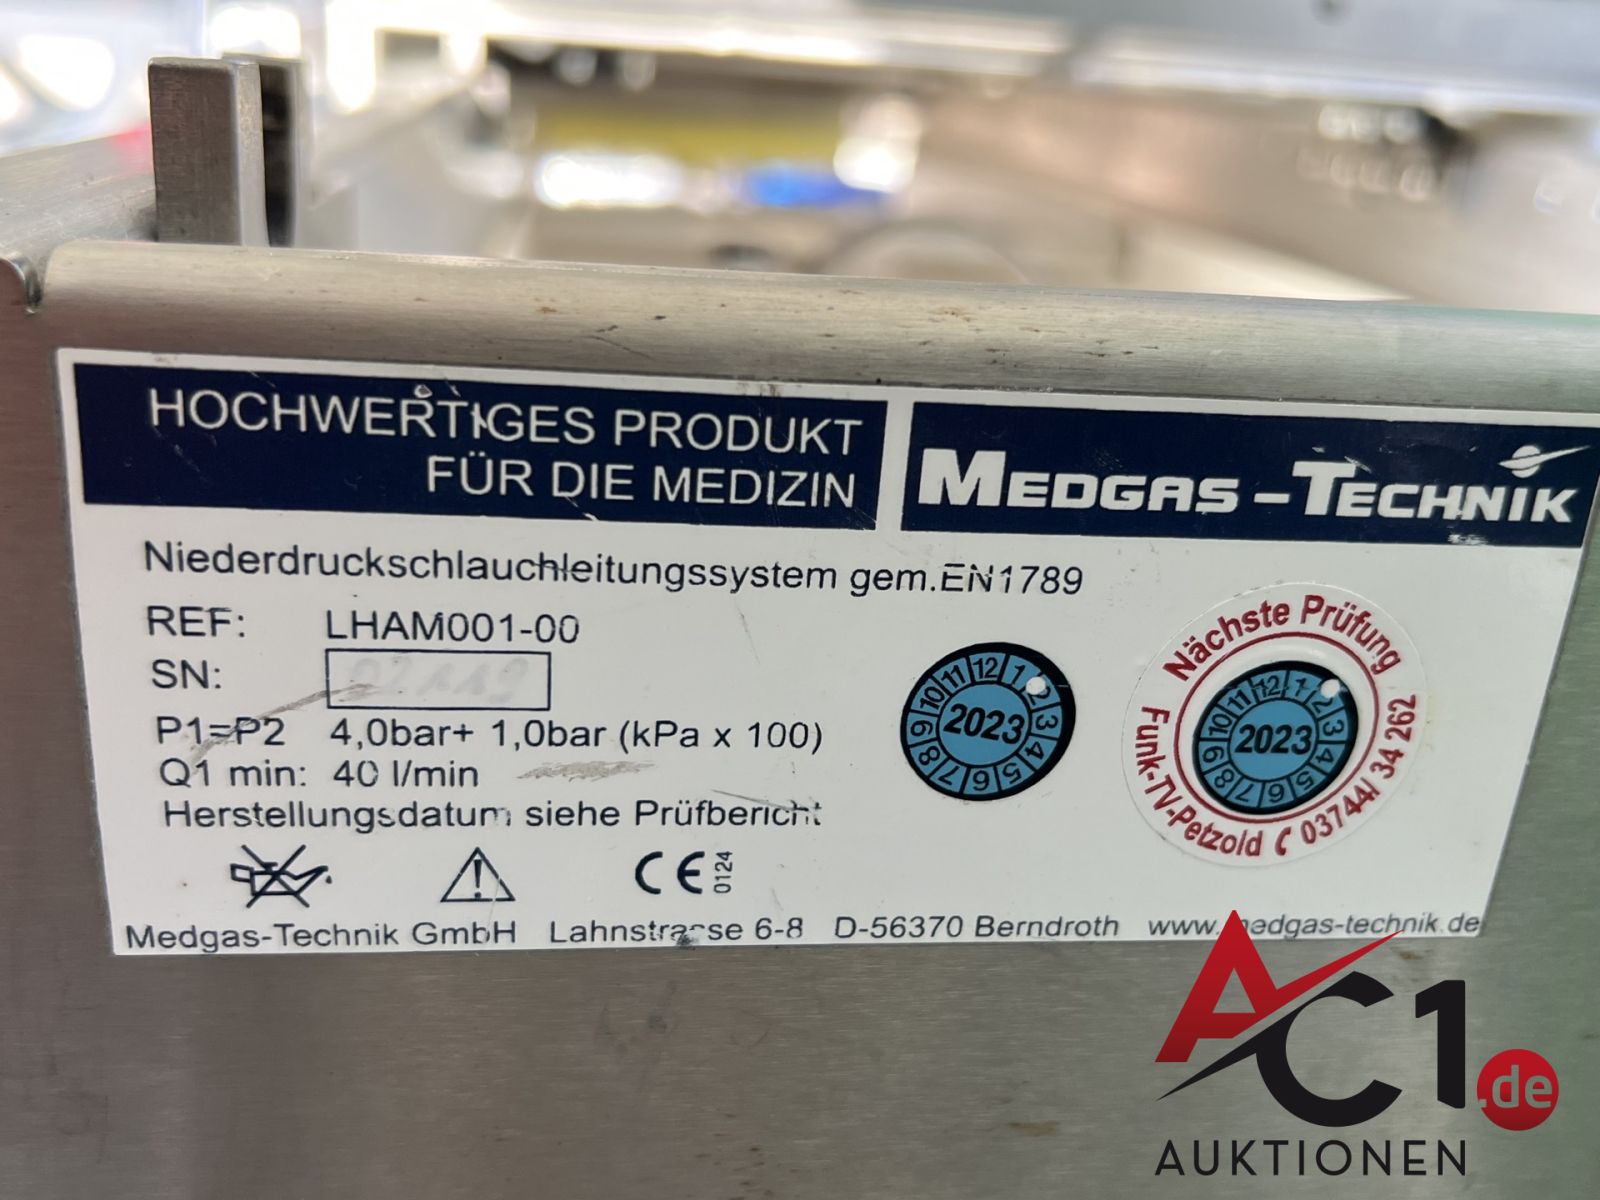 HOCHWERTIGES PRODUKT
FÜR DIE MEDIZIN
MEDGAS-TECHNIK
Niederdruckschlauchleitungssystem gem.EN1789
REF: LHAM001-00
SN:
P1=P2 4,0bar+ 1,0bar (kPa x 100)
Q1 min: 40 l/min
Herstellungsdatum siehe Prüfbericht
CE 0124
Medgas-Technik GmbH Lahnstrasse 6-8 D-56370 Berndroth www.medgas-technik.de
1 2 3 4 5 6 7 8 9 10 11 12
2023
Nächste Prüfung
1 2 3 4 5 6 7 8 9 10 11 12
2023
Funk-TV-Petzold 03744/ 34 262
AC1.de
AUKTIONEN